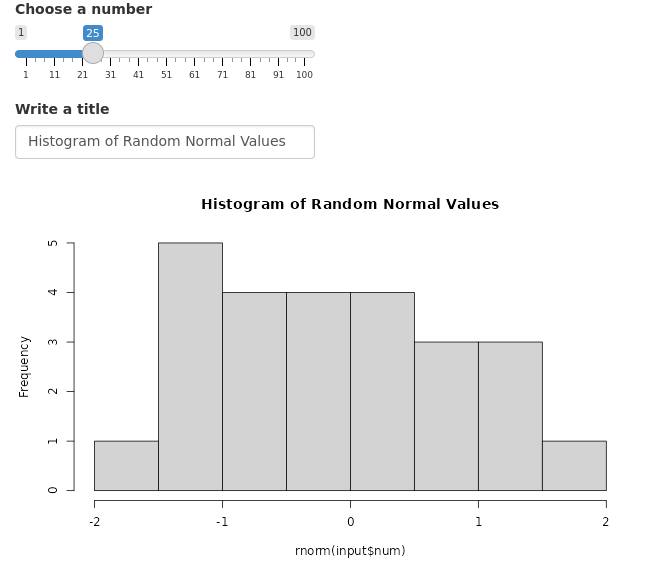 Choose a number
1 25 100
1 11 21 31 41 51 61 71 81 91 100
Write a title
Histogram of Random Normal Values
Histogram of Random Normal Values
5
4
3
2
1
0
Frequency
-2 -1 0 1 2
rnorm(input$num)